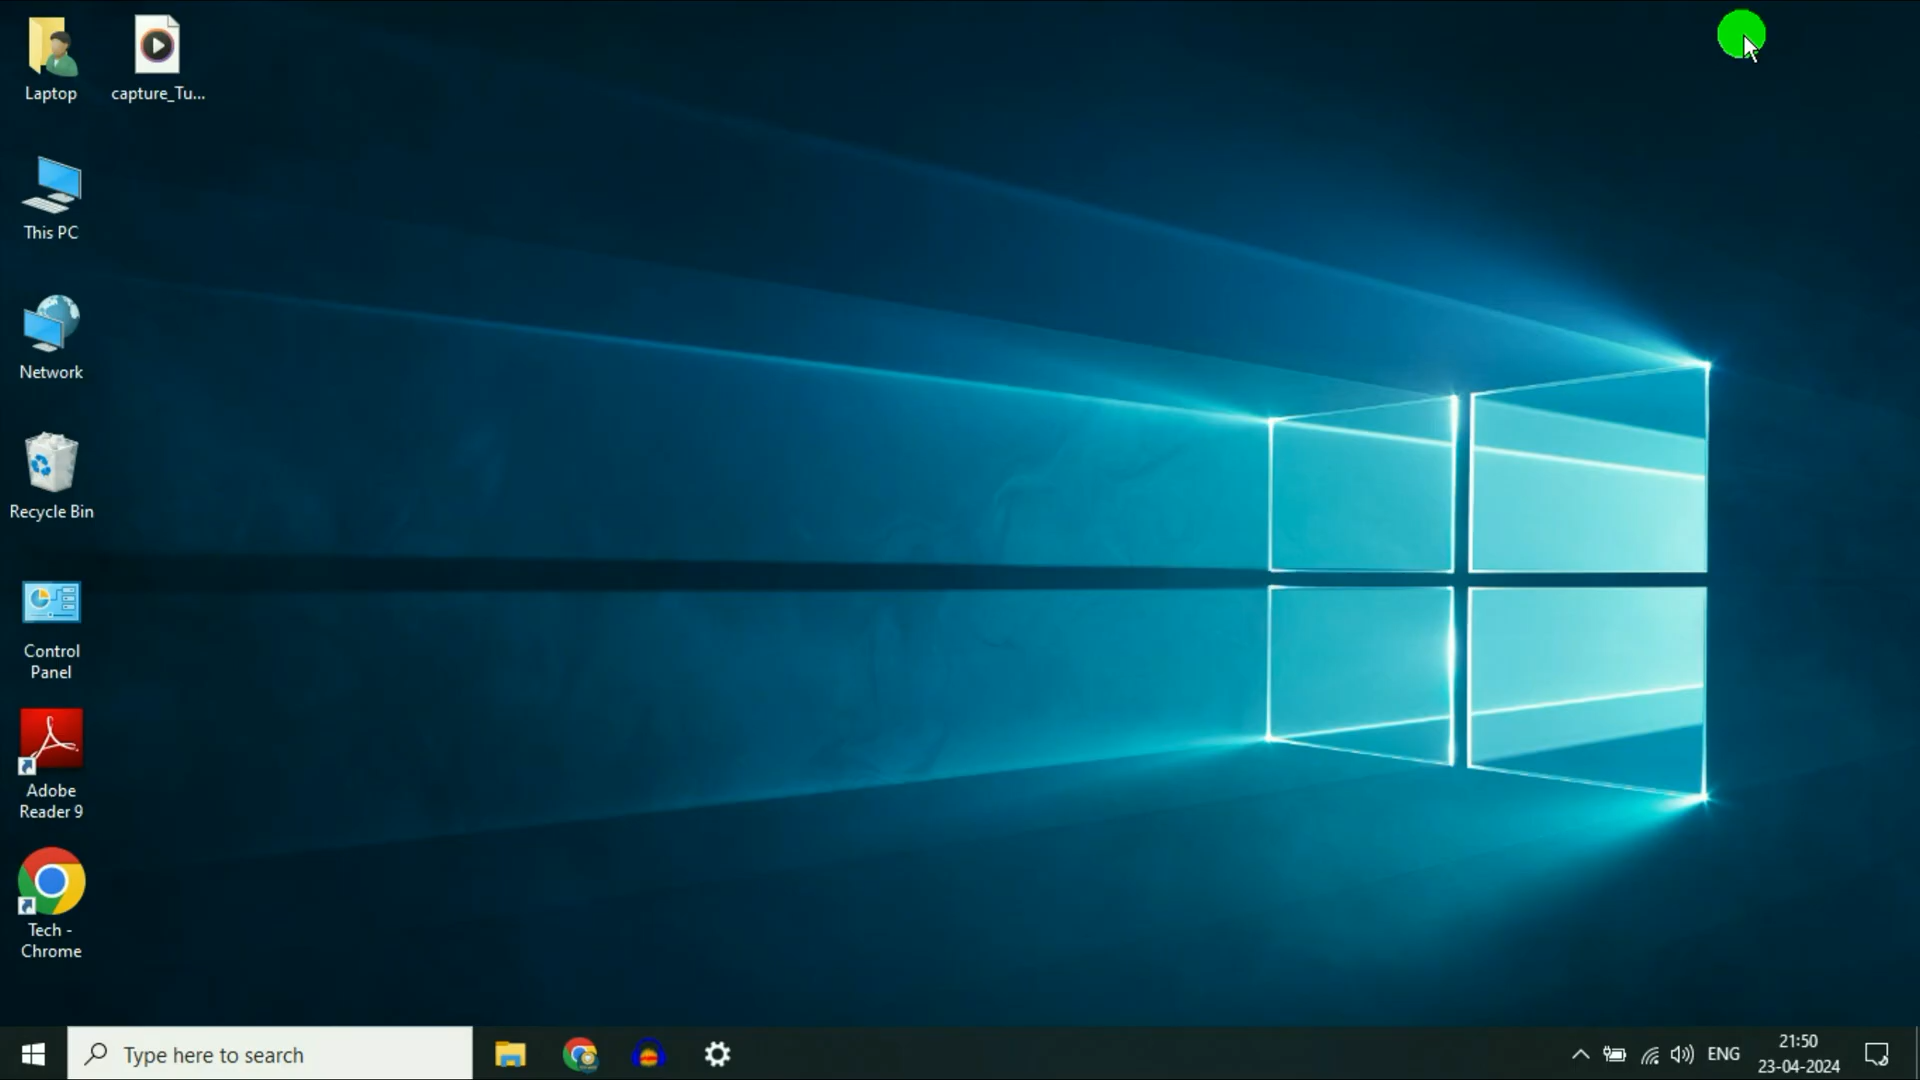 Laptop
capture_Tu...
This PC
Network
Recycle Bin
Control
Panel
Adobe
Reader 9
Tech -
Chrome
Type here to search
ENG
21:50
23-04-2024